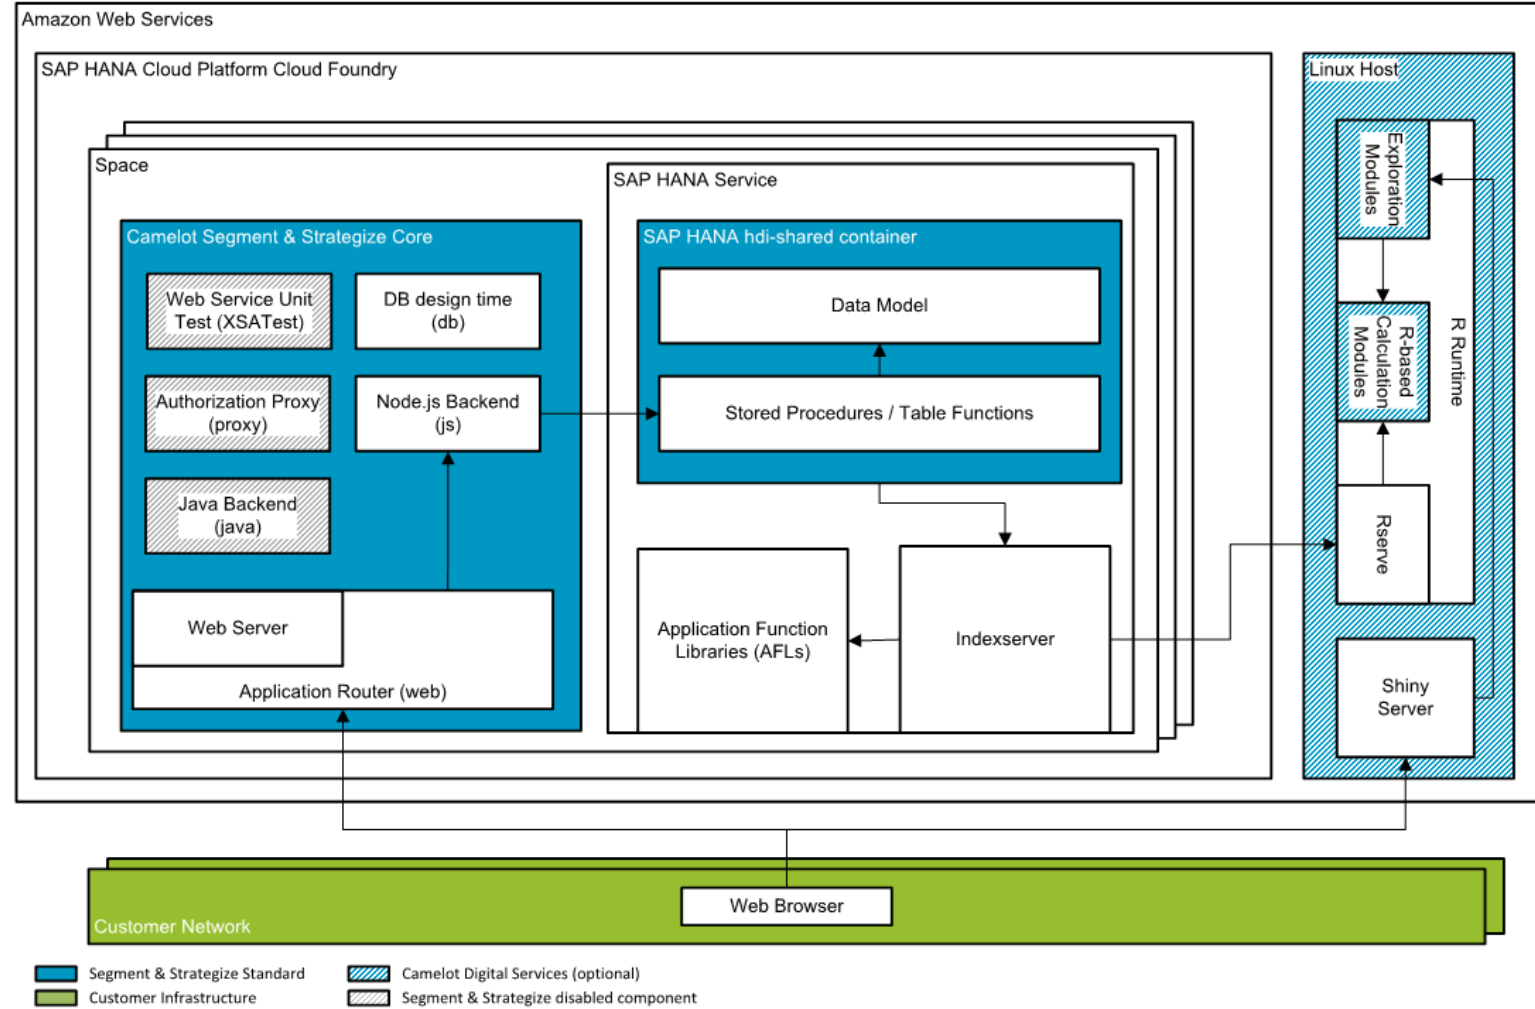 Amazon Web Services
SAP HANA Cloud Platform Cloud Foundry
Linux Host
Space
SAP HANA Service
Camelot Segment & Strategize Core
SAP HANA hdi-shared container
Web Service Unit
Test (XSATest)
DB design time
(db)
Data Model
Authorization Proxy
(proxy)
Node.js Backend
(js)
Stored Procedures / Table Functions
Java Backend
(java)
Web Server
Application Router (web)
Application Function
Libraries (AFLs)
Indexserver
Exploration
Modules
R-based
Calculation
Modules
R Runtime
Rserve
Shiny
Server
Web Browser
Customer Network
Segment & Strategize Standard
Camelot Digital Services (optional)
Customer Infrastructure
Segment & Strategize disabled component